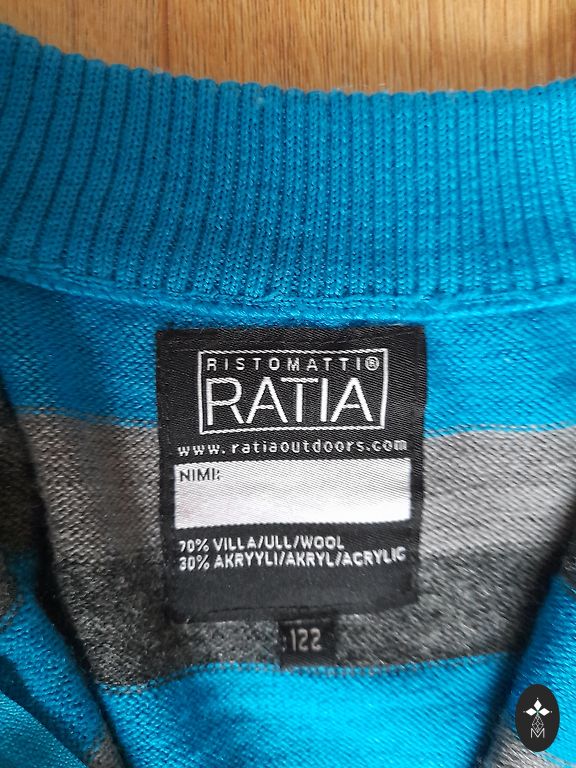 RISTOMATTI®
RATIA
www.ratiaoutdoors.com
NIMI:
70% VILLA/ULL/WOOL
30% AKRYYLI/AKRYL/ACRYLIC
122
M